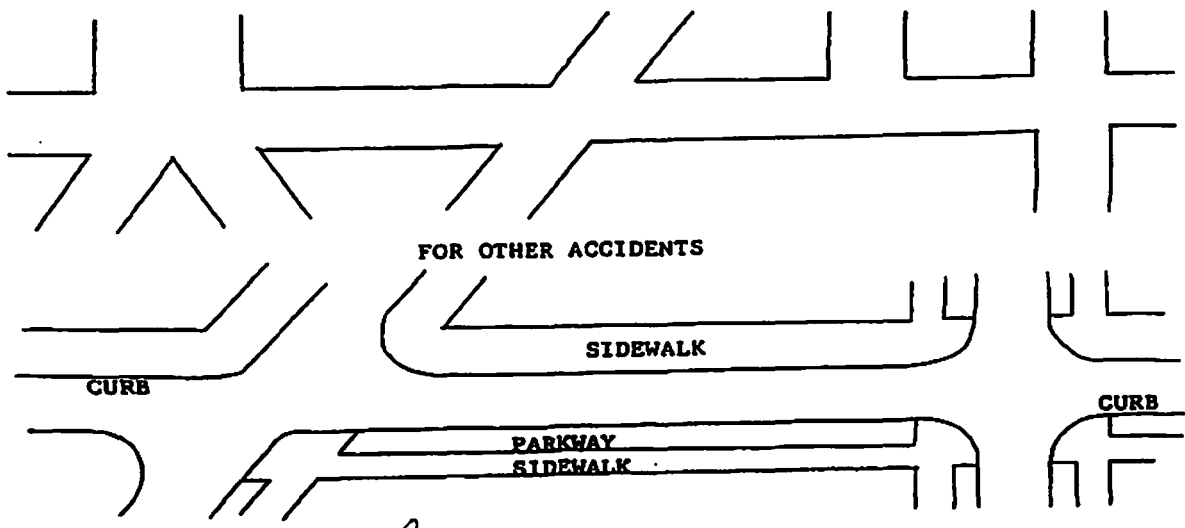 FOR OTHER ACCIDENTS
SIDEWALK
CURB
CURB
PARKWAY
SIDEWALK